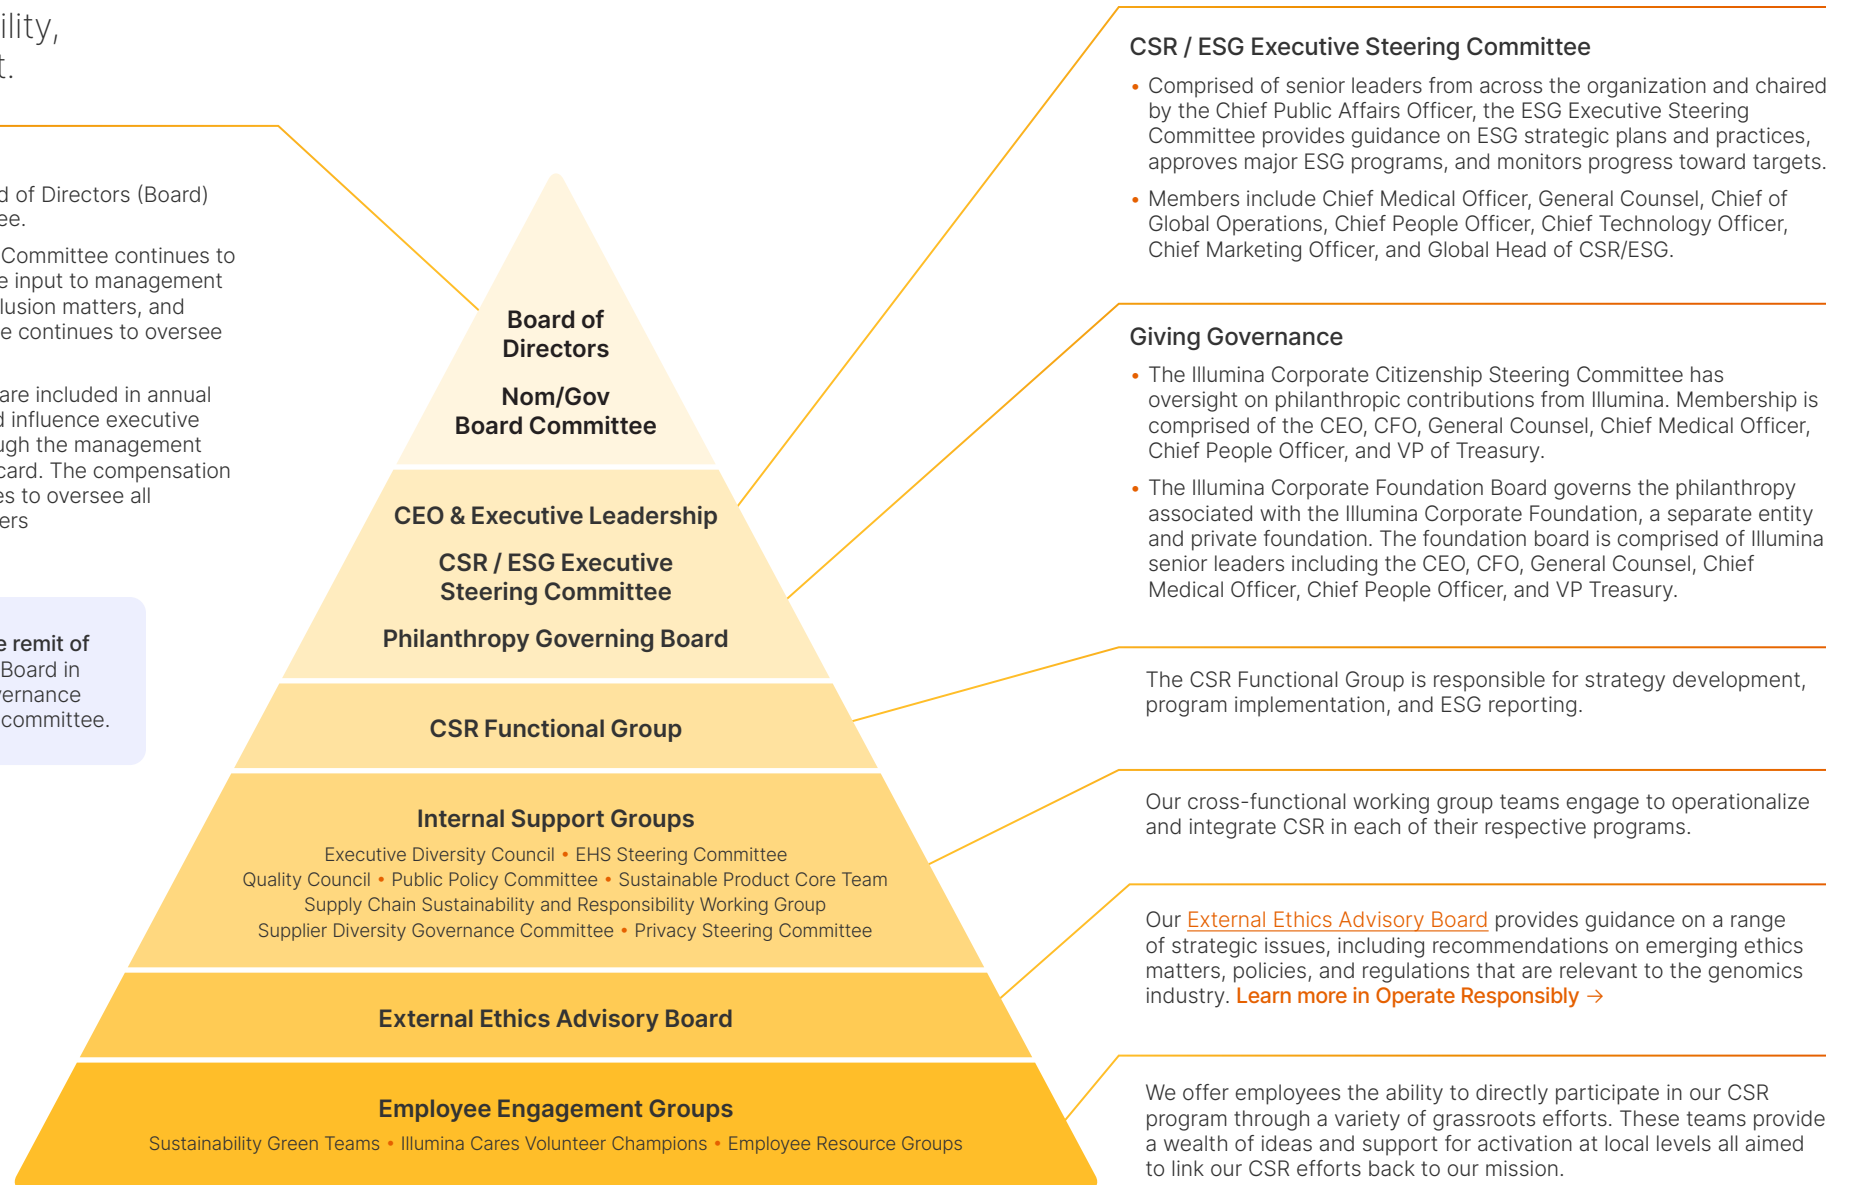 t.
d of Directors (Board)
Committee continues to
input to management
matters, and
continues to oversee
are included in annual
influence executive
the management
The compensation
to oversee all
remit of
Board in
committee.
Board of
Directors
Nom/Gov
Board Committee
CEO & Executive Leadership
CSR / ESG Executive
Steering Committee
Philanthropy Governing Board
CSR Functional Group
Internal Support Groups
Executive Diversity Council • EHS Steering Committee
Quality Council • Public Policy Committee • Sustainable Product Core Team
Supply Chain Sustainability and Responsibility Working Group
Supplier Diversity Governance Committee • Privacy Steering Committee
External Ethics Advisory Board
Employee Engagement Groups
Sustainability Green Teams • Illumina Cares Volunteer Champions • Employee Resource Groups
CSR / ESG Executive Steering Committee
• Comprised of senior leaders from across the organization and chaired
by the Chief Public Affairs Officer, the ESG Executive Steering
Committee provides guidance on ESG strategic plans and practices,
approves major ESG programs, and monitors progress toward targets.
• Members include Chief Medical Officer, General Counsel, Chief of
Global Operations, Chief People Officer, Chief Technology Officer,
Chief Marketing Officer, and Global Head of CSR/ESG.
Giving Governance
• The Illumina Corporate Citizenship Steering Committee has
oversight on philanthropic contributions from Illumina. Membership is
comprised of the CEO, CFO, General Counsel, Chief Medical Officer,
Chief People Officer, and VP of Treasury.
• The Illumina Corporate Foundation Board governs the philanthropy
associated with the Illumina Corporate Foundation, a separate entity
and private foundation. The foundation board is comprised of Illumina
senior leaders including the CEO, CFO, General Counsel, Chief
Medical Officer, Chief People Officer, and VP Treasury.
The CSR Functional Group is responsible for strategy development,
program implementation, and ESG reporting.
Our cross-functional working group teams engage to operationalize
and integrate CSR in each of their respective programs.
Our External Ethics Advisory Board provides guidance on a range
of strategic issues, including recommendations on emerging ethics
matters, policies, and regulations that are relevant to the genomics
industry. Learn more in Operate Responsibly →
We offer employees the ability to directly participate in our CSR
program through a variety of grassroots efforts. These teams provide
a wealth of ideas and support for activation at local levels all aimed
to link our CSR efforts back to our mission.